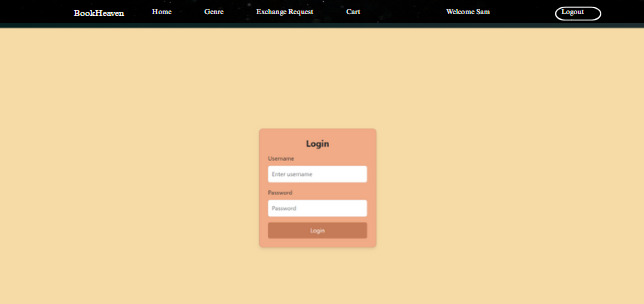 BookHeaven Home Genre Exchange Request Cart Welcome Sam Logout
Login
Username
Enter username
Password
Password
Login